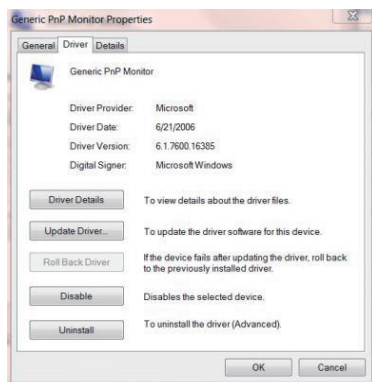 Generic PnP Monitor Properties
General Driver Details
Generic PnP Monitor
Driver Provider: Microsoft
Driver Date: 6/21/2006
Driver Version: 6.1.7600.16385
Digital Signer: Microsoft Windows
Driver Details To view details about the driver files.
Update Driver... To update the driver software for this device.
Roll Back Driver If the device fails after updating the driver, roll back
to the previously installed driver.
Disable Disables the selected device.
Uninstall To uninstall the driver (Advanced).
OK Cancel